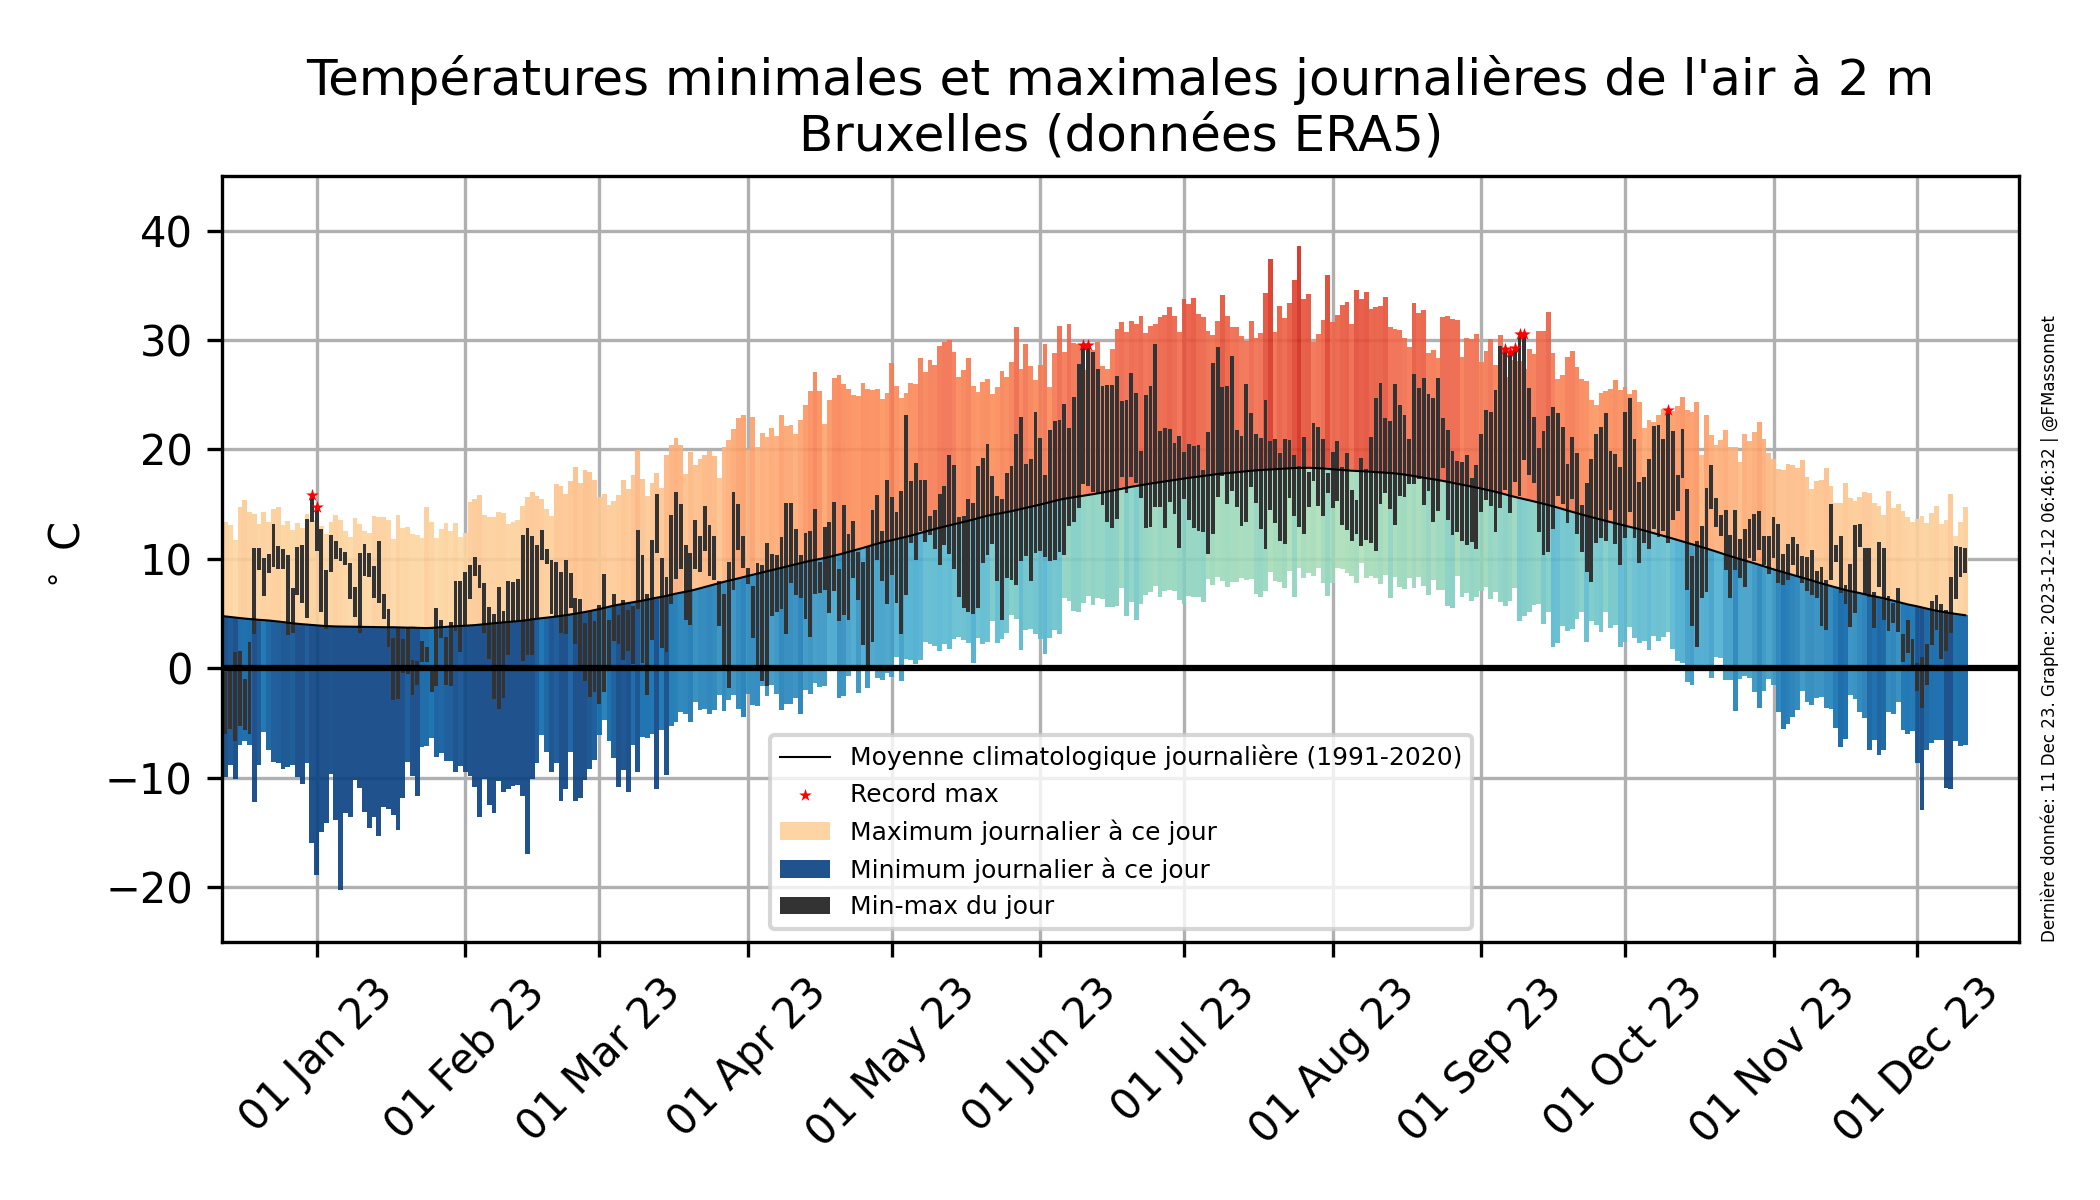 Températures minimales et maximales journalières de l'air à 2 m
Bruxelles (données ERA5)
° C
40
30
20
10
0
−10
−20
Moyenne climatologique journalière (1991-2020)
Record max
Maximum journalier à ce jour
Minimum journalier à ce jour
Min-max du jour
01 Jan 23
01 Feb 23
01 Mar 23
01 Apr 23
01 May 23
01 Jun 23
01 Jul 23
01 Aug 23
01 Sep 23
01 Oct 23
01 Nov 23
01 Dec 23
Dernière donnée: 11 Dec 23. Graphe: 2023-12-12 06:46:32 | @FMassonnet